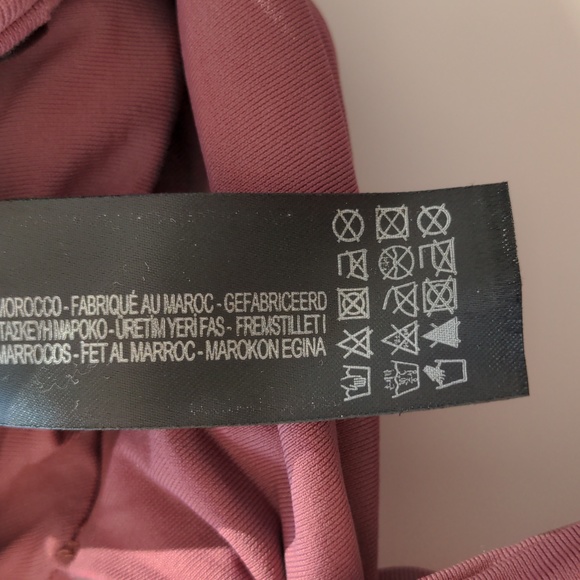 MOROCCO - FABRIQUÉ AU MAROC - GEFABRICEERD
ΤΑΣΚΕΥΗ ΜΑΡΟΚΟ - ÜRETİM YERİ FAS - FREMSTILLET I
MARROCOS - FET AL MARROC - MAROKON EGINA